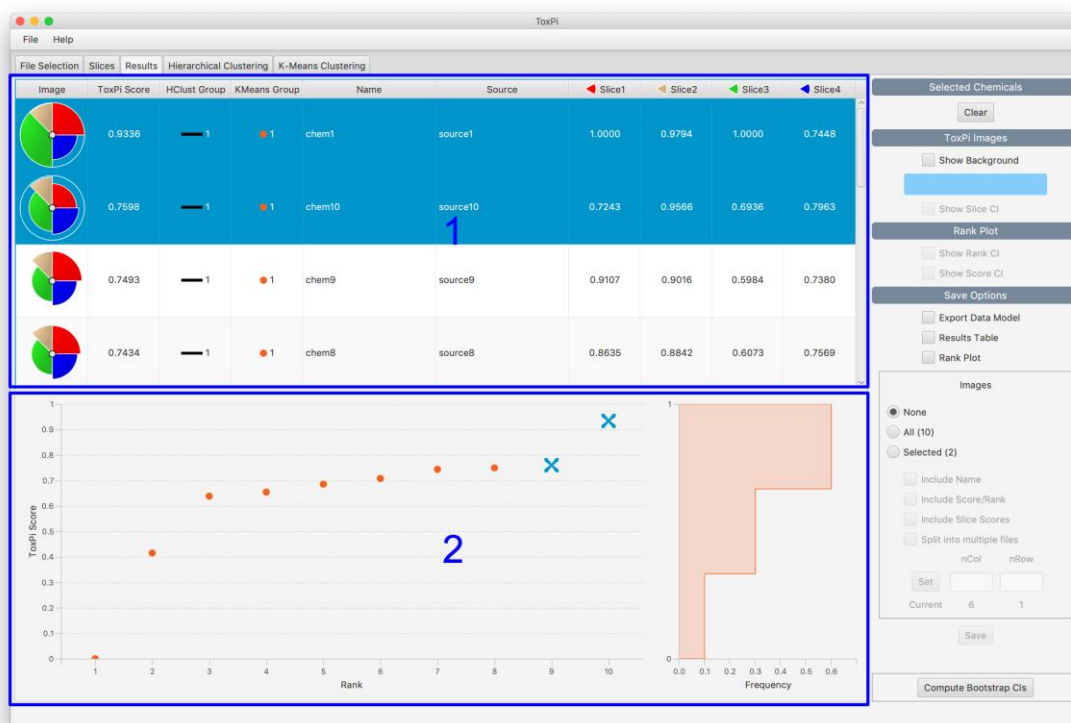 ToxPi
File Help
File Selection Slices Results Hierarchical Clustering K-Means Clustering
Image ToxPi Score HClust Group KMeans Group Name Source Slice1 Slice2 Slice3 Slice4
0.9336 1 1 chem1 source1 1.0000 0.9794 1.0000 0.7448
0.7598 1 1 chem10 source10 0.7243 0.9566 0.6936 0.7963
1
0.7493 1 1 chem9 source9 0.9107 0.9016 0.5984 0.7380
0.7434 1 1 chem8 source8 0.8635 0.8842 0.6073 0.7569
1
0.9
0.8
0.7
0.6
0.5
0.4
0.3
0.2
0.1
0
ToxPi Score
1 2 3 4 5 6 7 8 9 10
Rank
2
1
0
0.0 0.1 0.2 0.3 0.4 0.5 0.6
Frequency
Selected Chemicals
Clear
ToxPi Images
Show Background
Show Slice CI
Rank Plot
Show Rank CI
Show Score CI
Save Options
Export Data Model
Results Table
Rank Plot
Images
None
All (10)
Selected (2)
Include Name
Include Score/Rank
Include Slice Scores
Split into multiple files
nCol nRow
Set
Current 6 1
Save
Compute Bootstrap CIs